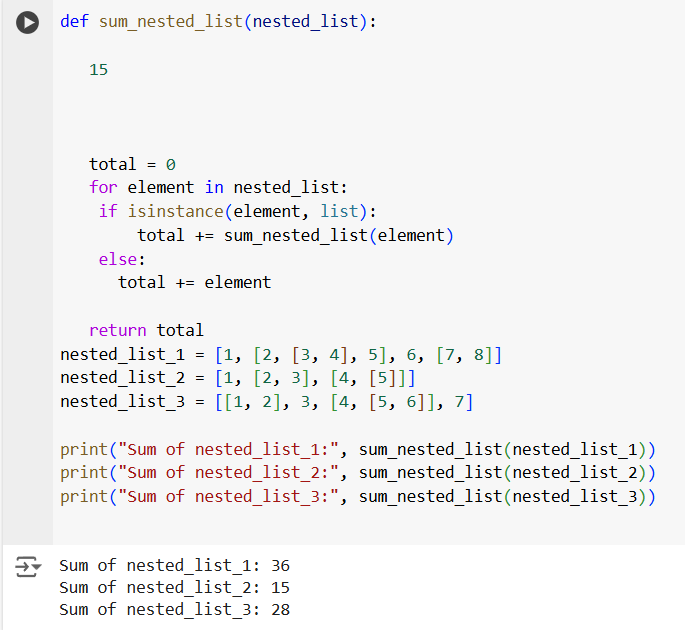 def sum_nested_list(nested_list):
15
total = 0
for element in nested_list:
if isinstance(element, list):
total += sum_nested_list(element)
else:
total += element
return total
nested_list_1 = [1, [2, [3, 4], 5], 6, [7, 8]]
nested_list_2 = [1, [2, 3], [4, [5]]]
nested_list_3 = [[1, 2], 3, [4, [5, 6]], 7]
print("Sum of nested_list_1:", sum_nested_list(nested_list_1))
print("Sum of nested_list_2:", sum_nested_list(nested_list_2))
print("Sum of nested_list_3:", sum_nested_list(nested_list_3))
Sum of nested_list_1: 36
Sum of nested_list_2: 15
Sum of nested_list_3: 28